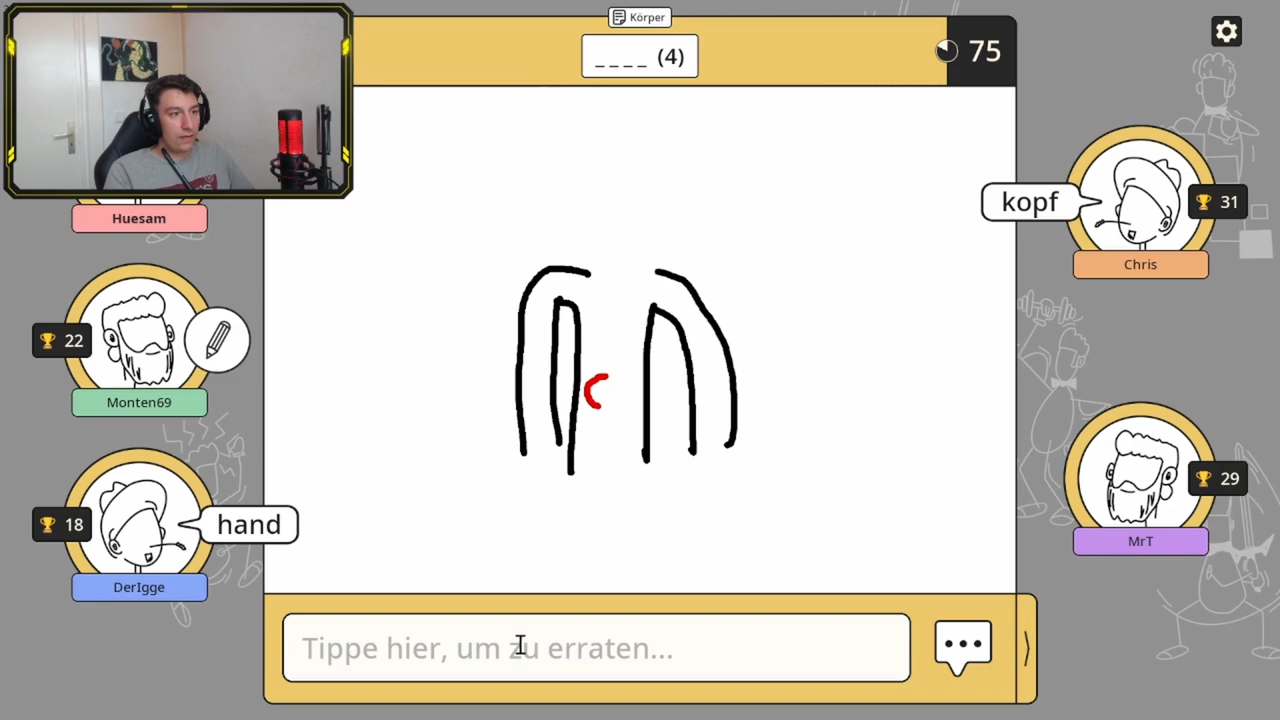 Körper
_ _ _ _ (4)
75
Huesam
22
Monten69
18
hand
DerIgge
kopf
31
Chris
29
MrT
Tippe hier, um zu erraten...